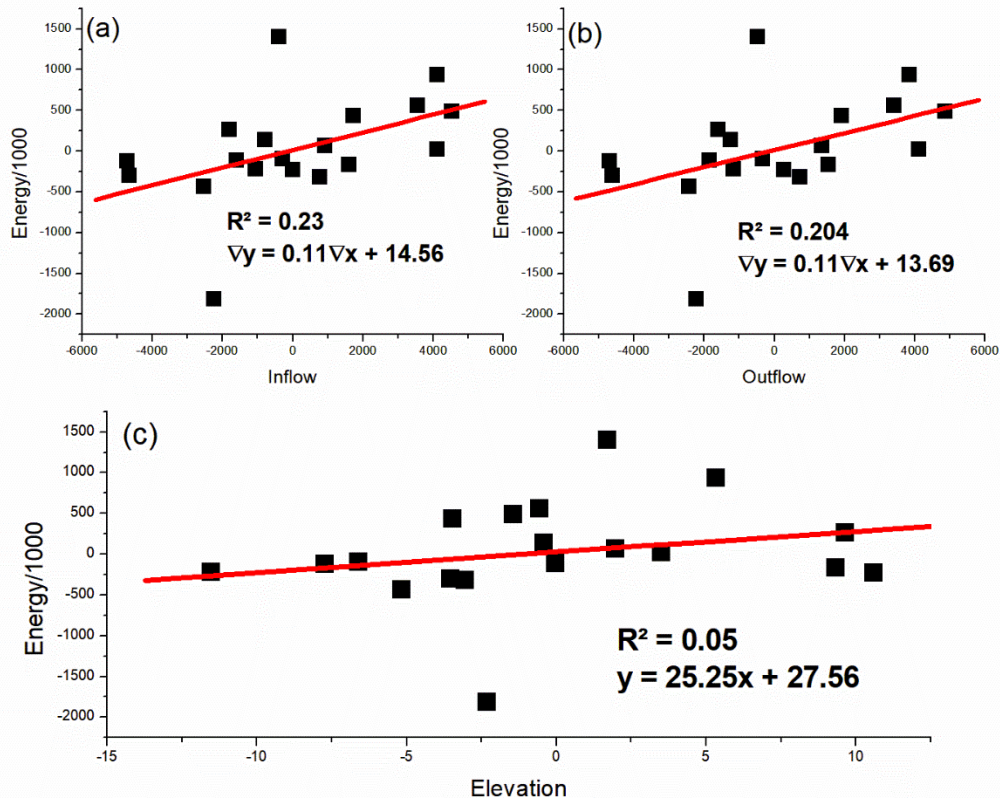 (a)
1500
1000
500
0
-500
-1000
-1500
-2000
Energy/1000
R² = 0.23
∇y = 0.11∇x + 14.56
-6000 -4000 -2000 0 2000 4000 6000
Inflow
(b)
1500
1000
500
0
-500
-1000
-1500
-2000
Energy/1000
R² = 0.204
∇y = 0.11∇x + 13.69
-6000 -4000 -2000 0 2000 4000 6000
Outflow
(c)
1500
1000
500
0
-500
-1000
-1500
-2000
Energy/1000
R² = 0.05
y = 25.25x + 27.56
-15 -10 -5 0 5 10
Elevation